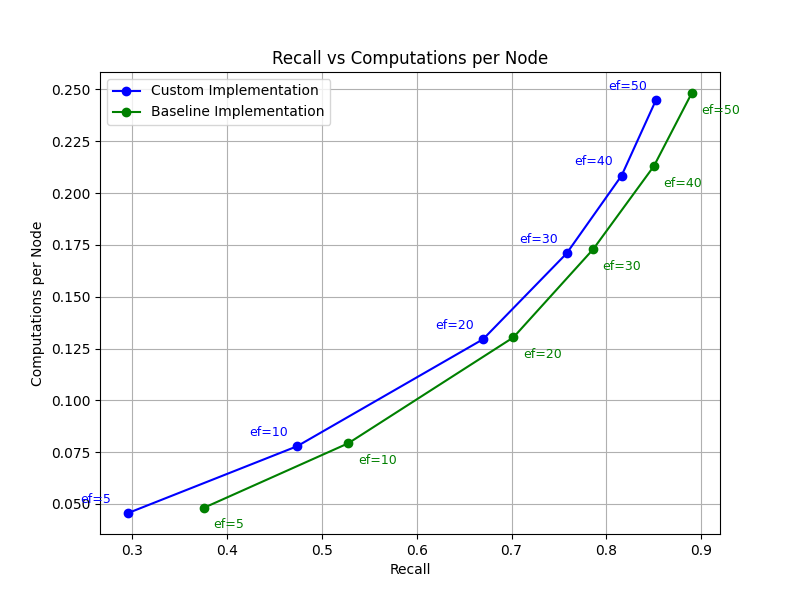 Recall vs Computations per Node
Custom Implementation
Baseline Implementation
0.250
0.225
0.200
0.175
0.150
0.125
0.100
0.075
0.050
Computations per Node
ef=50
ef=50
ef=40
ef=40
ef=30
ef=30
ef=20
ef=20
ef=10
ef=10
ef=5
ef=5
0.3 0.4 0.5 0.6 0.7 0.8 0.9
Recall